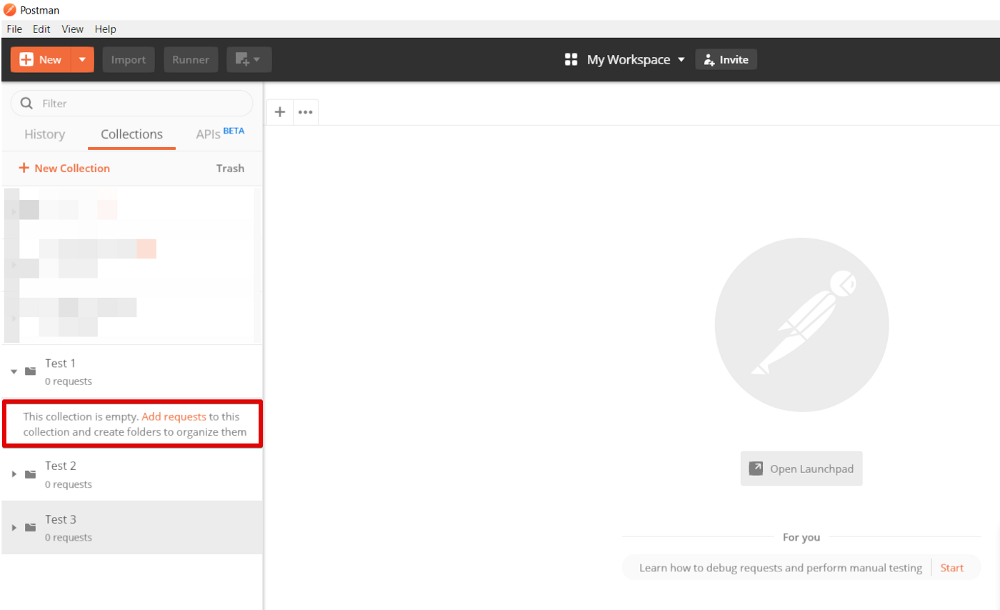 Postman
File Edit View Help
New Import Runner My Workspace Invite
Filter
History Collections APIs BETA
+ New Collection Trash
Test 1
0 requests
This collection is empty. Add requests to this
collection and create folders to organize them
Test 2
0 requests
Test 3
0 requests
Open Launchpad
For you
Learn how to debug requests and perform manual testing Start